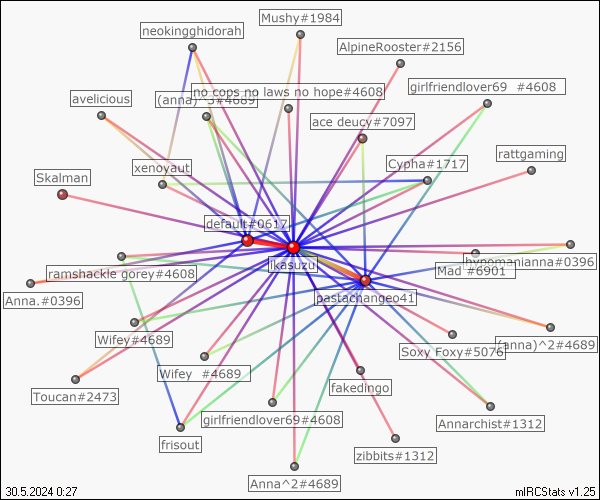 Mushy#1984
neokingghidorah
AlpineRooster#2156
no cops no laws no hope#4608
girlfriendlover69 #4608
avelicious
(anna)^3#4689
ace deucy#7097
rattgaming
xenoyaut
Cypha#1717
Skalman
default#0617
ikasuzu
hypomanianna#0396
ramshackle gorey#4608
Mad #6901
Anna.#0396
pastachangeo41
Wifey#4689
Soxy Foxy#5076
(anna)^2#4689
Wifey #4689
fakedingo
Toucan#2473
girlfriendlover69#4608
Annarchist#1312
frisout
zibbits#1312
Anna^2#4689
30.5.2024 0:27
mIRCStats v1.25